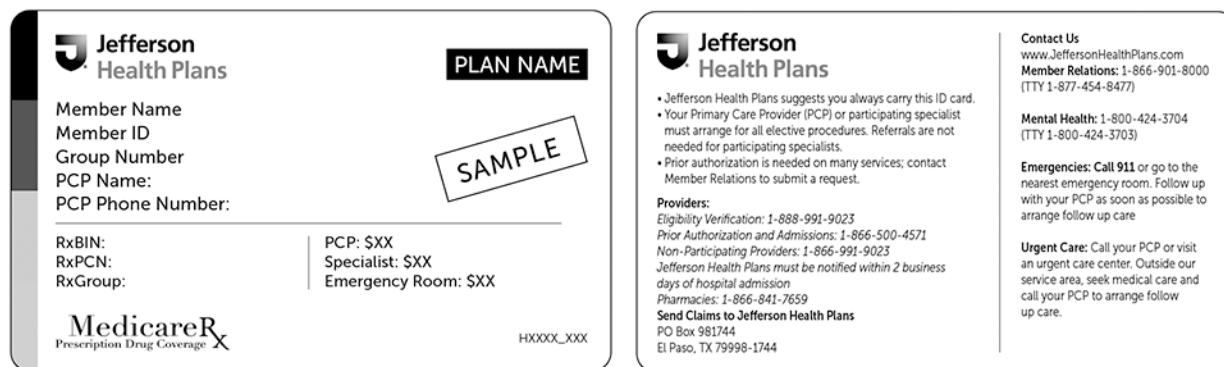 Jefferson
Health Plans
PLAN NAME
Member Name
Member ID
Group Number
PCP Name:
PCP Phone Number:
SAMPLE
RxBIN:
RxPCN:
RxGroup:
PCP: $XX
Specialist: $XX
Emergency Room: $XX
MedicareRx
Prescription Drug Coverage
HXXXX_XXX
Jefferson
Health Plans
• Jefferson Health Plans suggests you always carry this ID card.
• Your Primary Care Provider (PCP) or participating specialist
must arrange for all elective procedures. Referrals are not
needed for participating specialists.
• Prior authorization is needed on many services; contact
Member Relations to submit a request.
Providers:
Eligibility Verification: 1-888-991-9023
Prior Authorization and Admissions: 1-866-500-4571
Non-Participating Providers: 1-866-991-9023
Jefferson Health Plans must be notified within 2 business
days of hospital admission
Pharmacies: 1-866-841-7659
Send Claims to Jefferson Health Plans
PO Box 981744
El Paso, TX 79998-1744
Contact Us
www.JeffersonHealthPlans.com
Member Relations: 1-866-901-8000
(TTY 1-877-454-8477)
Mental Health: 1-800-424-3704
(TTY 1-800-424-3703)
Emergencies: Call 911 or go to the
nearest emergency room. Follow up
with your PCP as soon as possible to
arrange follow up care
Urgent Care: Call your PCP or visit
an urgent care center. Outside our
service area, seek medical care and
call your PCP to arrange follow
up care.